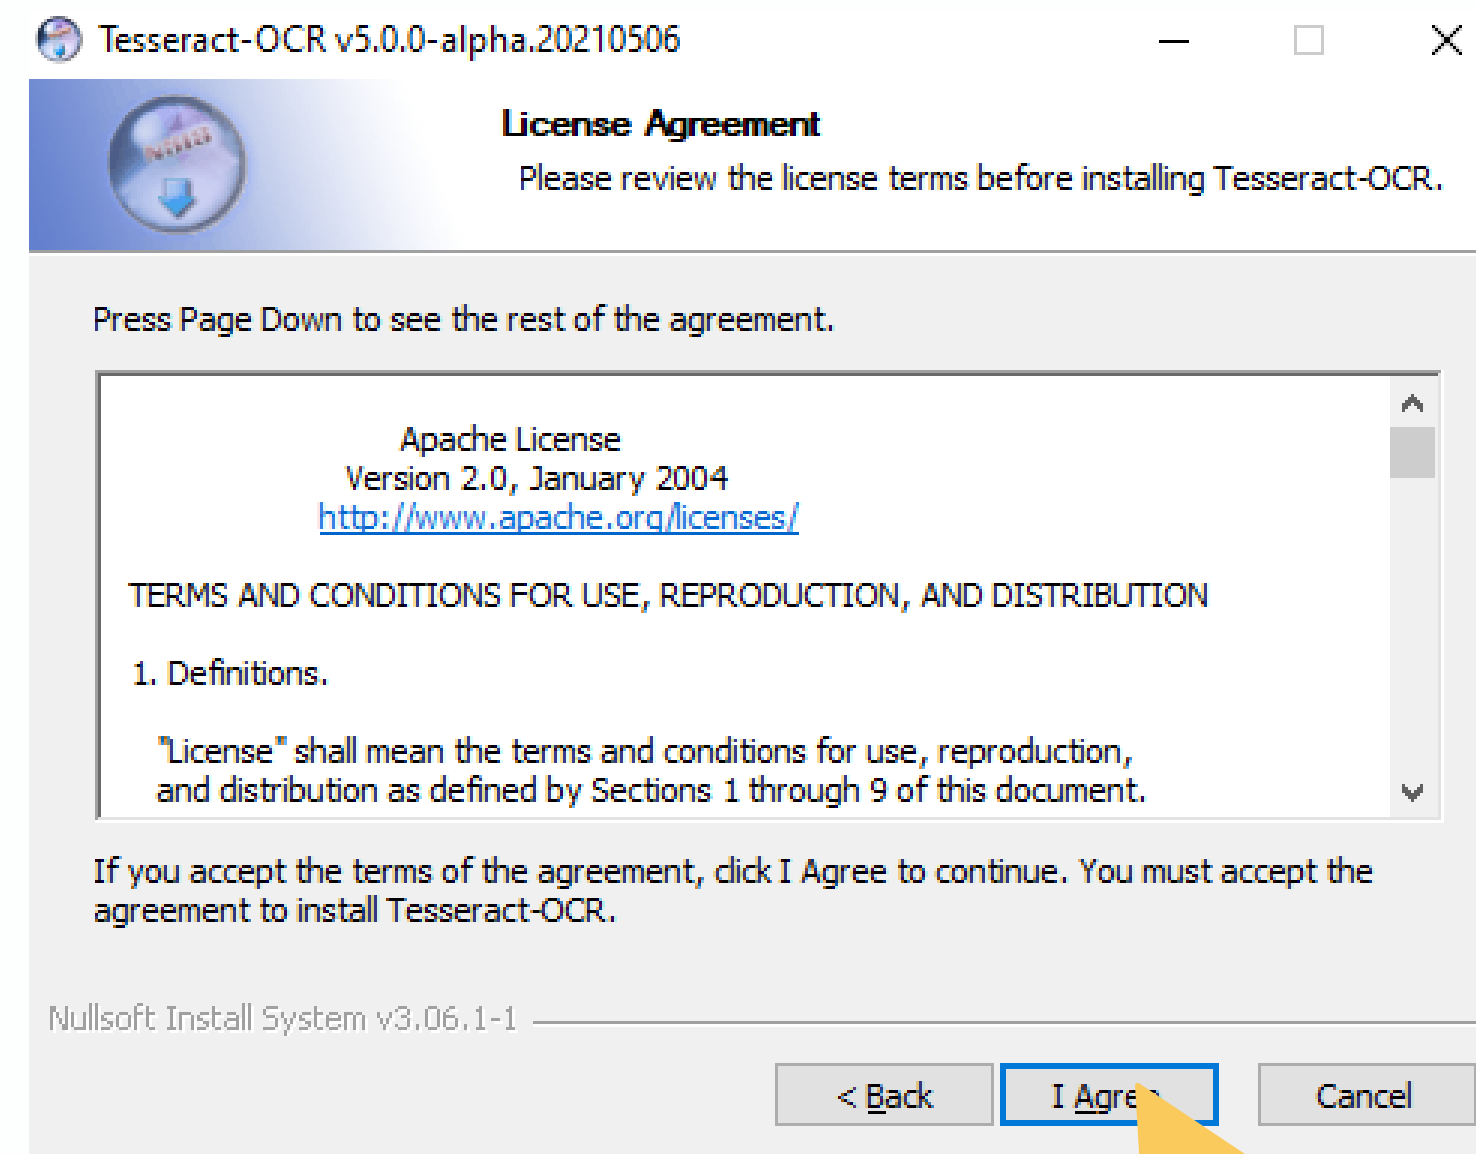 Tesseract-OCR v5.0.0-alpha.20210506
License Agreement
Please review the license terms before installing Tesseract-OCR.
Press Page Down to see the rest of the agreement.
Apache License
Version 2.0, January 2004
http://www.apache.org/licenses/
TERMS AND CONDITIONS FOR USE, REPRODUCTION, AND DISTRIBUTION
1. Definitions.
"License" shall mean the terms and conditions for use, reproduction,
and distribution as defined by Sections 1 through 9 of this document.
If you accept the terms of the agreement, click I Agree to continue. You must accept the
agreement to install Tesseract-OCR.
Nullsoft Install System v3.06.1-1
< Back I Agree Cancel